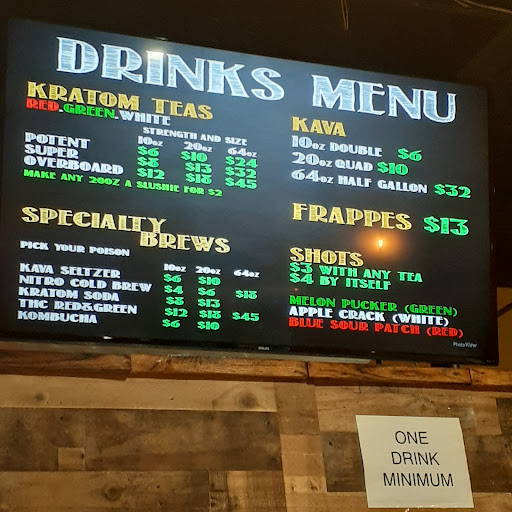 DRINKS MENU
KRATOM TEAS
RED.GREEN.WHITE
STRENGTH AND SIZE
10oz 20oz 64oz
POTENT $6 $10 $24
SUPER $8 $13 $32
OVERBOARD $12 $18 $45
MAKE ANY 20OZ A SLUSHIE FOR $2
SPECIALTY
BREWS
PICK YOUR POISON
10oz 20oz 64oz
KAVA SELTZER $6 $10
NITRO COLD BREW $4 $6 $18
KRATOM SODA $8 $13
THC RED&GREEN $12 $18 $45
KOMBUCHA $6 $10
KAVA
10oz DOUBLE $6
20oz QUAD $10
64oz HALF GALLON $32
FRAPPES $13
SHOTS
$3 WITH ANY TEA
$4 BY ITSELF
MELON PUCKER (GREEN)
APPLE CRACK (WHITE)
BLUE SOUR PATCH (RED)
PhotoView
PHILIPS
ONE
DRINK
MINIMUM